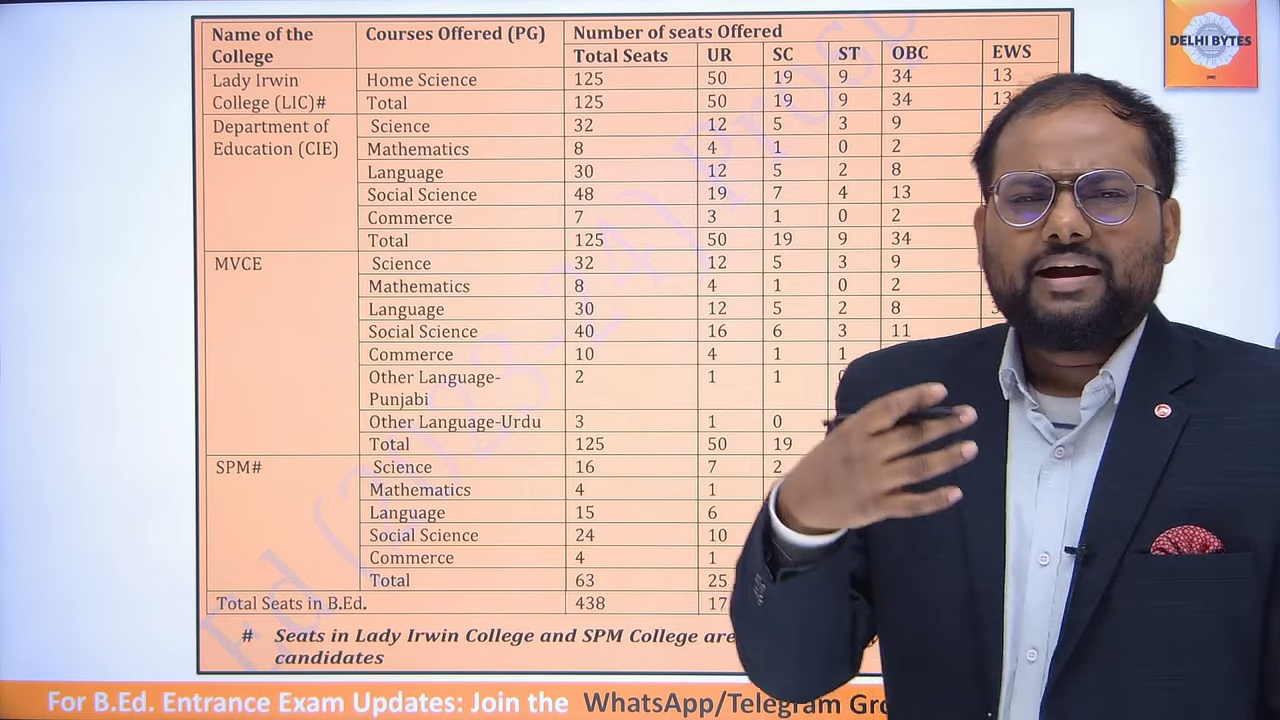 Name of the College | Courses Offered (PG) | Number of seats Offered
Total Seats | UR | SC | ST | OBC | EWS
Lady Irwin College (LIC)# | Home Science | 125 | 50 | 19 | 9 | 34 | 13
Total | 125 | 50 | 19 | 9 | 34 | 13
Department of Education (CIE) | Science | 32 | 12 | 5 | 3 | 9
Mathematics | 8 | 4 | 1 | 0 | 2
Language | 30 | 12 | 5 | 2 | 8
Social Science | 48 | 19 | 7 | 4 | 13
Commerce | 7 | 3 | 1 | 0 | 2
Total | 125 | 50 | 19 | 9 | 34
MVCE | Science | 32 | 12 | 5 | 3 | 9
Mathematics | 8 | 4 | 1 | 0 | 2
Language | 30 | 12 | 5 | 2 | 8
Social Science | 40 | 16 | 6 | 3 | 11
Commerce | 10 | 4 | 1 | 1
Other Language-Punjabi | 2 | 1 | 1
Other Language-Urdu | 3 | 1 | 0
Total | 125 | 50 | 19
SPM# | Science | 16 | 7 | 2
Mathematics | 4 | 1
Language | 15 | 6
Social Science | 24 | 10
Commerce | 4 | 1
Total | 63 | 25
Total Seats in B.Ed. | 438 | 17
# Seats in Lady Irwin College and SPM College are
candidates
For B.Ed. Entrance Exam Updates: Join the WhatsApp/Telegram Gro
DELHI BYTES
Ed (2023-24) Prosp